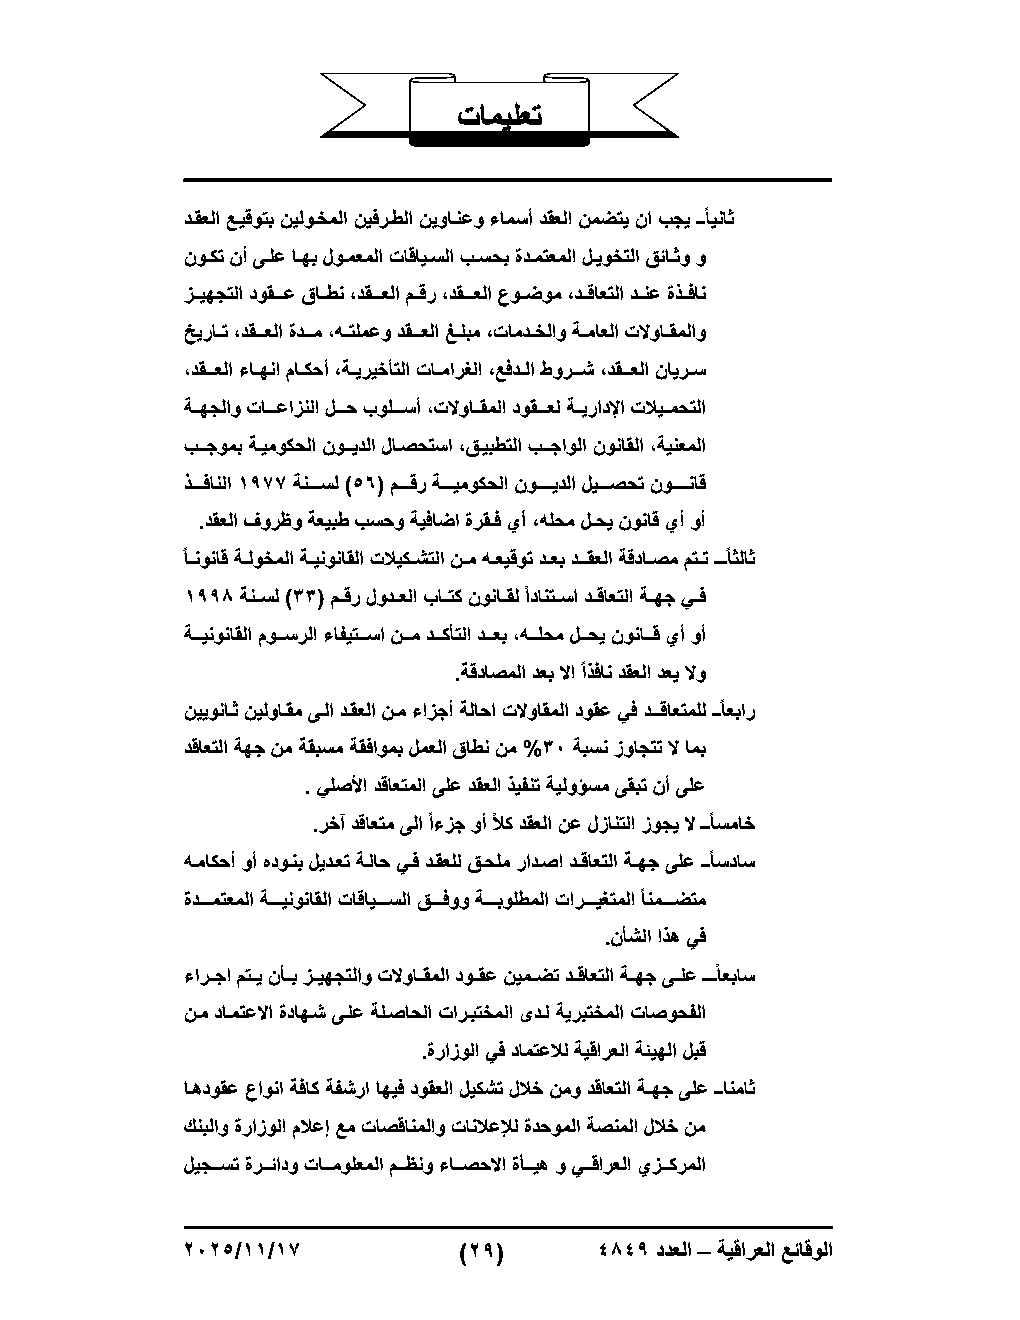 تعليمات
ثانياً– يجب ان يتضمن العقد أسماء وعناوين الطرفين المخولين بتوقيع العقد
و وثائق التخويل المعتمدة بحسب السياقات المعمول بها على أن تكون
نافذة عند التعاقد، موضوع العقد، رقم العقد، نطاق عقود التجهيز
والمقاولات العامة والخدمات، مبلغ العقد وعملته، مدة العقد، تاريخ
سريان العقد، شروط الدفع، الغرامات التأخيرية، أحكام انهاء العقد،
التحميلات الإدارية لعقود المقاولات، أسلوب حل النزاعات والجهة
المعنية، القانون الواجب التطبيق، استحصال الديون الحكومية بموجب
قانون تحصيل الديون الحكومية رقم (٥٦) لسنة ١٩٧٧ النافذ
أو أي قانون يحل محله، أي فقرة اضافية وحسب طبيعة وظروف العقد.
ثالثاً– تتم مصادقة العقد بعد توقيعه من التشكيلات القانونية المخولة قانوناً
في جهة التعاقد استناداً لقانون كتاب العدول رقم (٣٣) لسنة ١٩٩٨
أو أي قانون يحل محله، بعد التأكد من استيفاء الرسوم القانونية
ولا يعد العقد نافذاً الا بعد المصادقة.
رابعاً– للمتعاقد في عقود المقاولات احالة أجزاء من العقد الى مقاولين ثانويين
بما لا تتجاوز نسبة ٣٠% من نطاق العمل بموافقة مسبقة من جهة التعاقد
على أن تبقى مسؤولية تنفيذ العقد على المتعاقد الأصلي .
خامساً– لا يجوز التنازل عن العقد كلاً أو جزءاً الى متعاقد آخر.
سادساً– على جهة التعاقد اصدار ملحق للعقد في حالة تعديل بنوده أو أحكامه
متضمناً المتغيرات المطلوبة ووفق السياقات القانونية المعتمدة
في هذا الشأن.
سابعاً– على جهة التعاقد تضمين عقود المقاولات والتجهيز بأن يتم اجراء
الفحوصات المختبرية لدى المختبرات الحاصلة على شهادة الاعتماد من
قبل الهيئة العراقية للاعتماد في الوزارة.
ثامنا– على جهة التعاقد ومن خلال تشكيل العقود فيها ارشفة كافة انواع عقودها
من خلال المنصة الموحدة للإعلانات والمناقصات مع إعلام الوزارة والبنك
المركزي العراقي و هيأة الاحصاء ونظم المعلومات ودائرة تسجيل
الوقائع العراقية – العدد ٤٨٤٩
(٢٩)
٢٠٢٥/١١/١٧